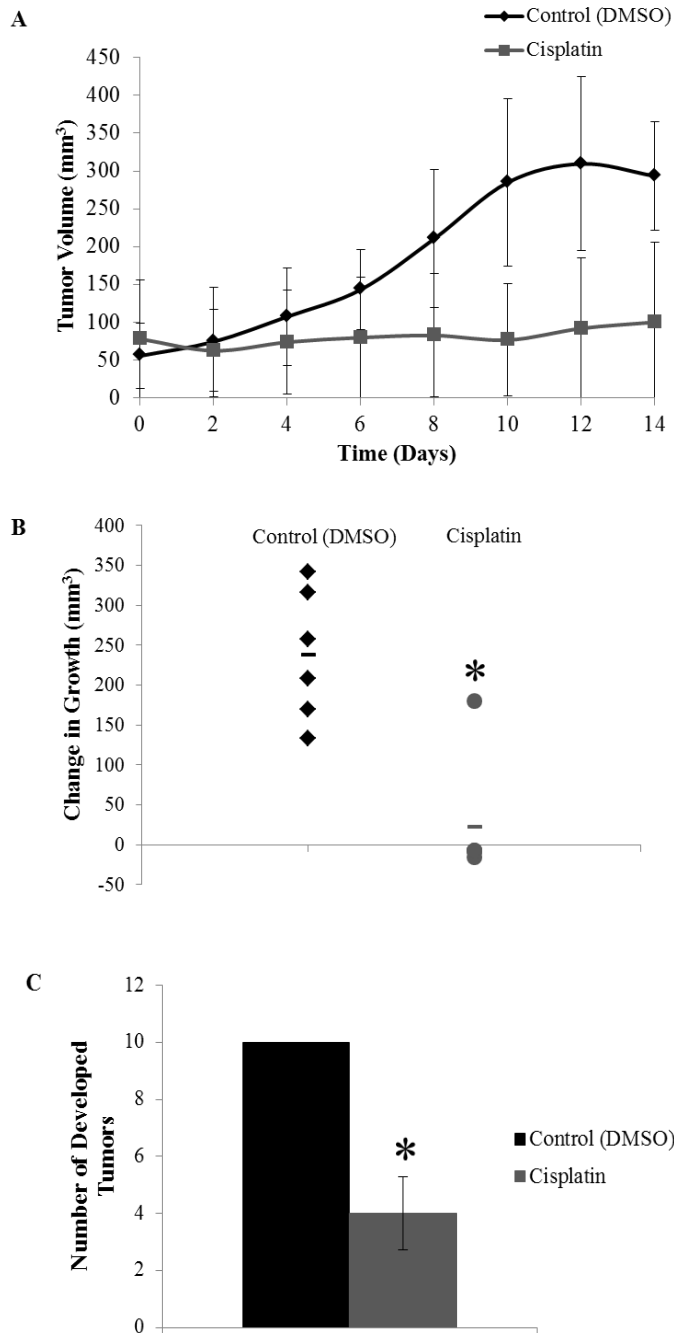 A
Control (DMSO)
Cisplatin
Tumor Volume (mm³)
450
400
350
300
250
200
150
100
50
0
0 2 4 6 8 10 12 14
Time (Days)
B
Control (DMSO) Cisplatin
Change in Growth (mm³)
400
350
300
250
200
150
100
50
0
-50
*
C
Number of Developed
Tumors
12
10
8
6
4
2
0
*
Control (DMSO)
Cisplatin